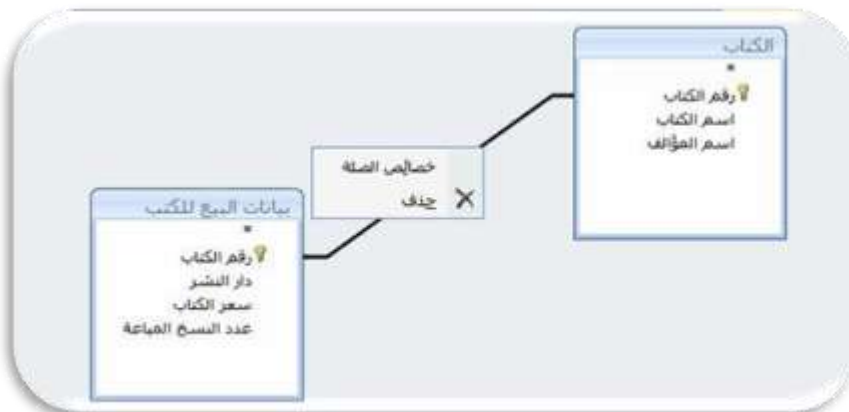 الكتاب
*
رقم الكتاب
اسم الكتاب
اسم المؤلف
خصائص الصلة
حذف
بيانات البيع للكتب
*
رقم الكتاب
دار النشر
سعر الكتاب
عدد النسخ المباعة